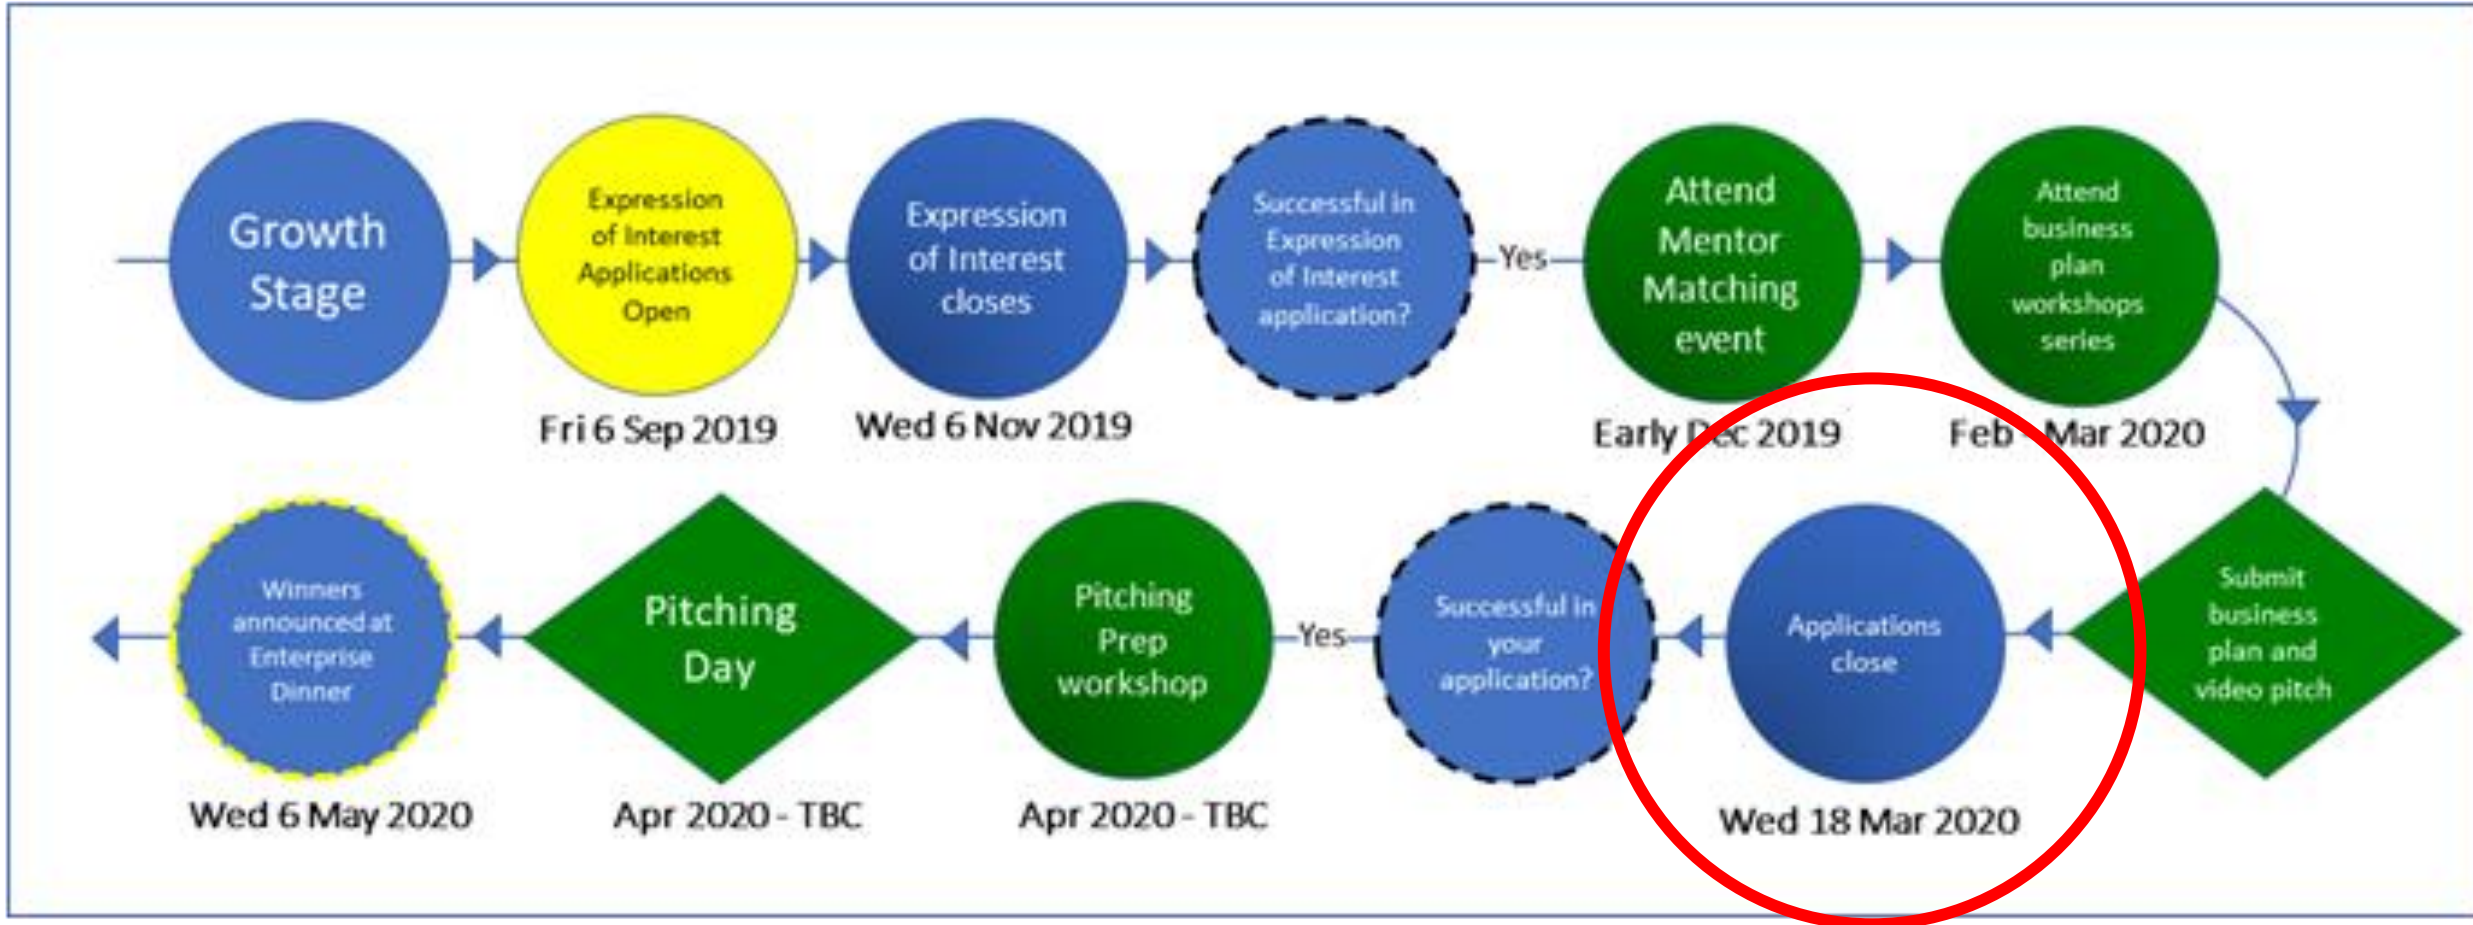 Growth
Stage
Expression
of Interest
Applications
Open
Fri 6 Sep 2019
Expression
of Interest
closes
Wed 6 Nov 2019
Successful in
Expression
of Interest
application?
Yes
Attend
Mentor
Matching
event
Early Dec 2019
Attend
business
plan
workshops
series
Feb - Mar 2020
Submit
business
plan and
video pitch
Applications
close
Wed 18 Mar 2020
Successful in
your
application?
Yes
Pitching
Prep
workshop
Apr 2020 - TBC
Pitching
Day
Apr 2020 - TBC
Winners
announced at
Enterprise
Dinner
Wed 6 May 2020